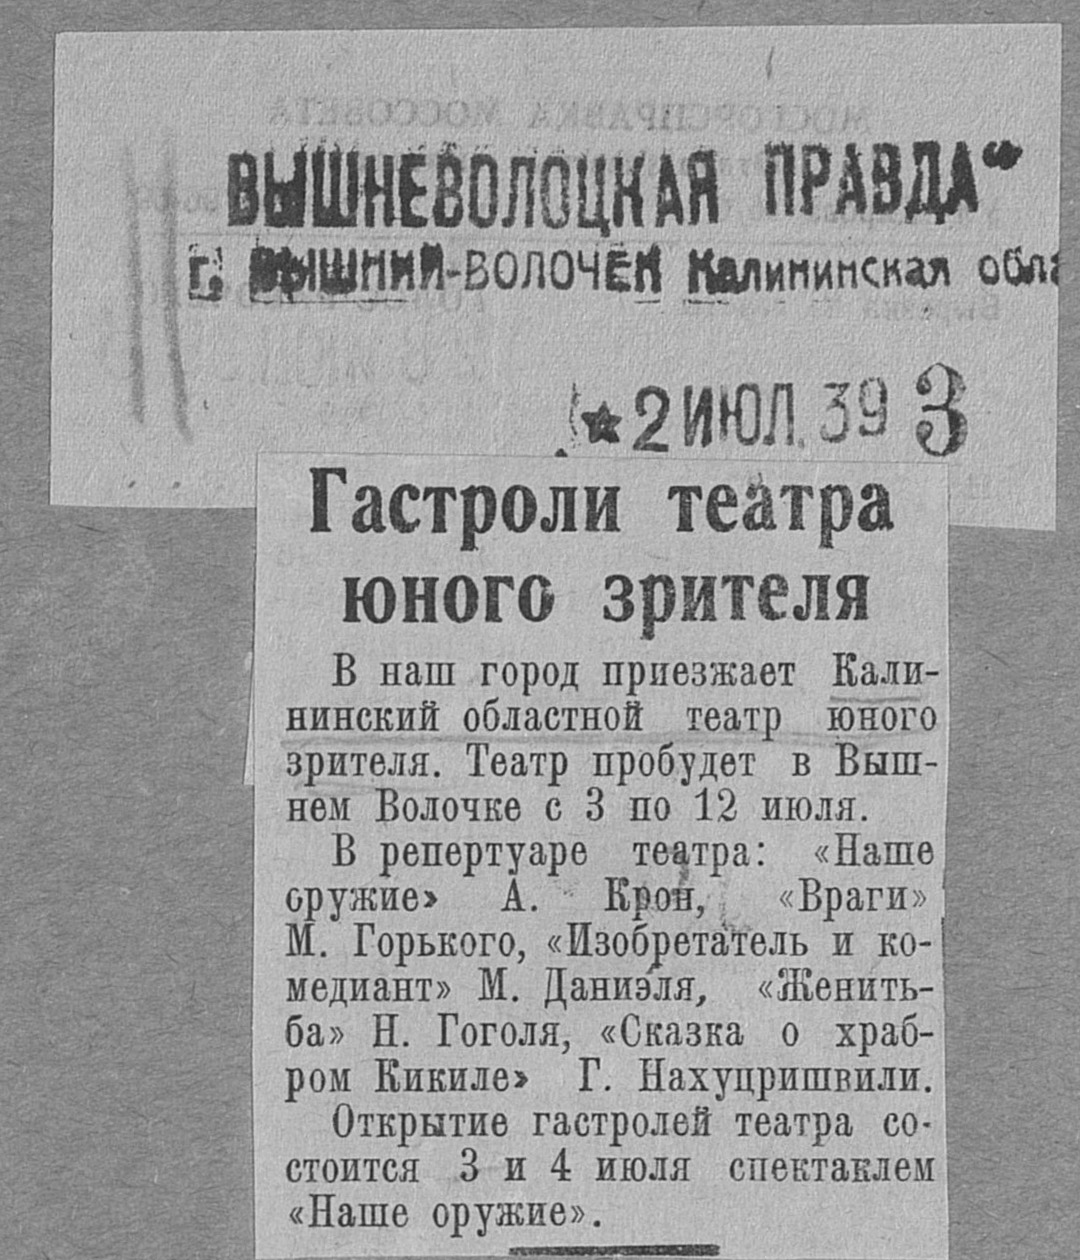 ВЫШНЕВОЛОЦКАЯ ПРАВДА“
г. ВЫШНИЙ-ВОЛОЧЕК Калининская обла
★ 2 ИЮЛ. 39 3
Гастроли театра
юного зрителя
В наш город приезжает Кали-
нинский областной театр юного
зрителя. Театр пробудет в Выш-
нем Волочке с 3 по 12 июля.
В репертуаре театра: «Наше
оружие» А. Крон, «Враги»
М. Горького, «Изобретатель и ко-
медиант» М. Даниэля, «Женить-
ба» Н. Гоголя, «Сказка о храб-
ром Кикиле» Г. Нахуцришвили.
Открытие гастролей театра со-
стоится 3 и 4 июля спектаклем
«Наше оружие».